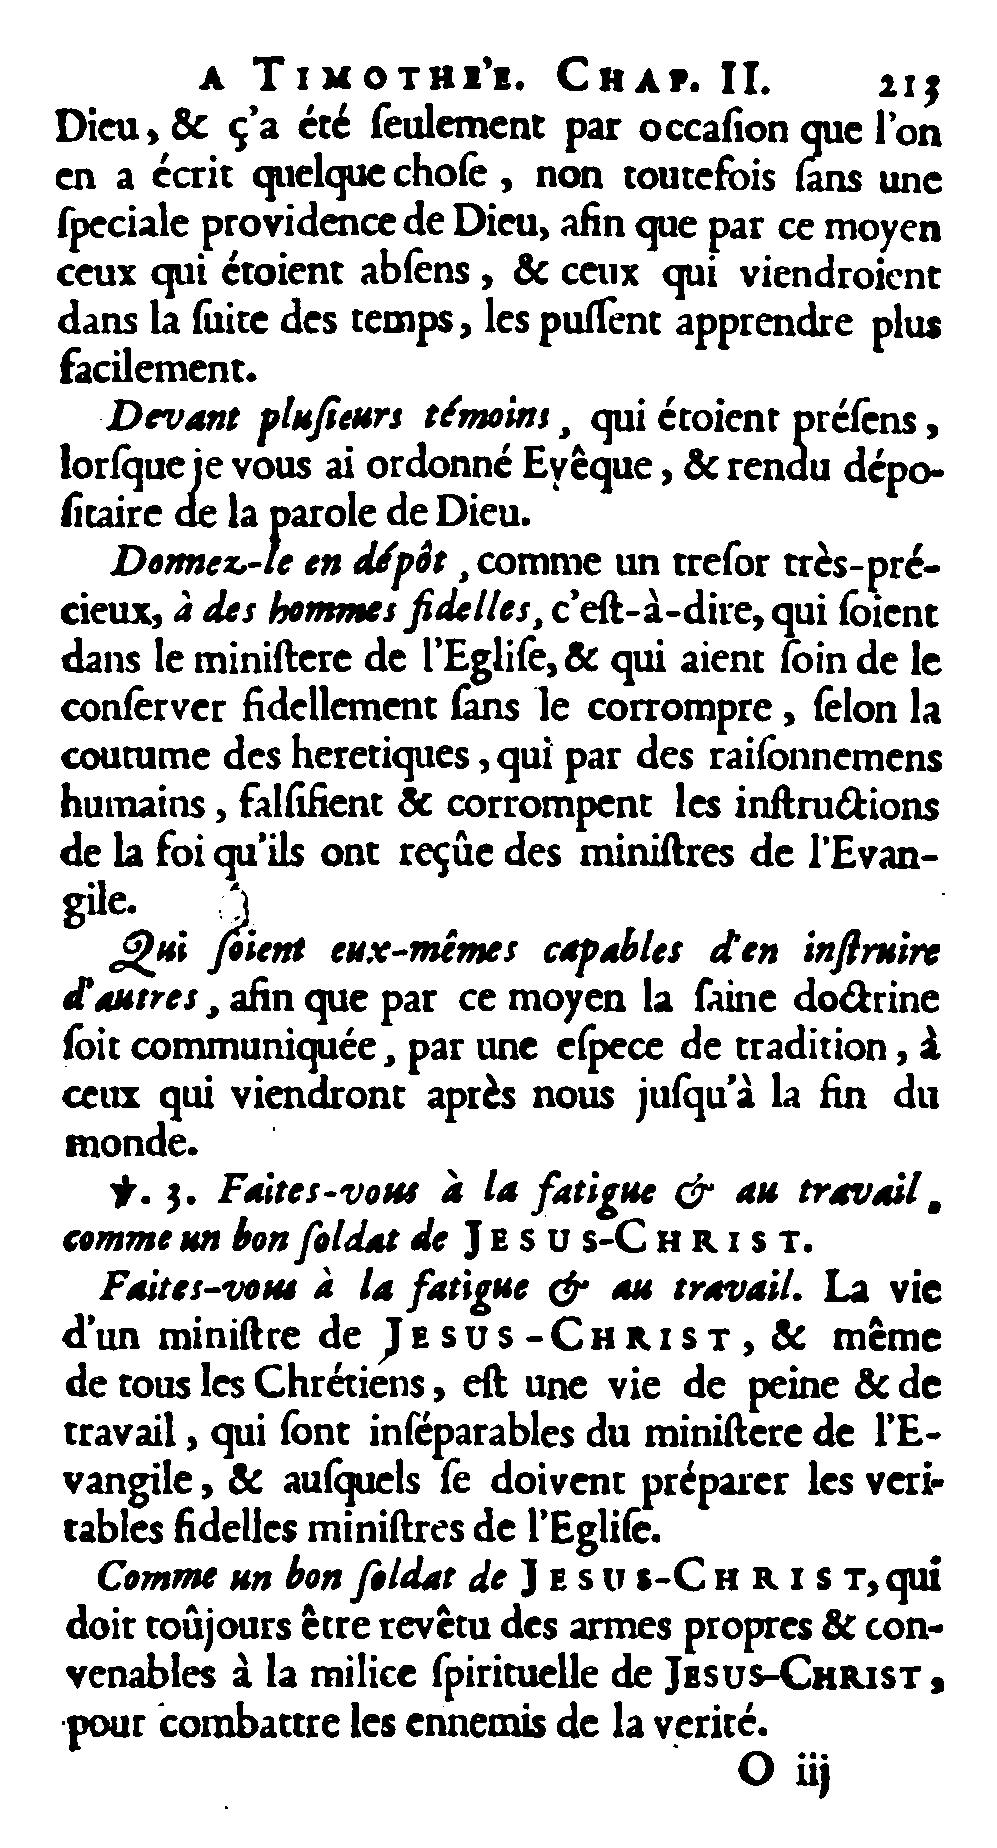 A TIMOTHE'E. CHAP. II. 213
Dieu, & ç'a été ſeulement par occaſion que l'on
en a écrit quelque choſe, non toutefois ſans une
ſpeciale providence de Dieu, afin que par ce moyen
ceux qui étoient abſens, & ceux qui viendroient
dans la ſuite des temps, les puſſent apprendre plus
facilement.
Devant pluſieurs témoins, qui étoient préſens,
lorſque je vous ai ordonné Evêque, & rendu dépo-
ſitaire de la parole de Dieu.
Donnez-le en dépôt, comme un treſor très-pré-
cieux, à des hommes fidelles, c'eſt-à-dire, qui ſoient
dans le miniſtere de l'Egliſe, & qui aient ſoin de le
conſerver fidellement ſans le corrompre, ſelon la
coutume des heretiques, qui par des raiſonnemens
humains, falſifient & corrompent les inſtructions
de la foi qu'ils ont reçûe des miniſtres de l'Evan-
gile.
Qui ſoient eux-mêmes capables d'en inſtruire
d'autres, afin que par ce moyen la ſaine doctrine
ſoit communiquée, par une eſpece de tradition, à
ceux qui viendront après nous juſqu'à la fin du
monde.
℣. 3. Faites-vous à la fatigue & au travail,
comme un bon ſoldat de JESUS-CHRIST.
Faites-vous à la fatigue & au travail. La vie
d'un miniſtre de JESUS-CHRIST, & même
de tous les Chrétiens, eſt une vie de peine & de
travail, qui ſont inſéparables du miniſtere de l'E-
vangile, & auſquels ſe doivent préparer les veri-
tables fidelles miniſtres de l'Egliſe.
Comme un bon ſoldat de JESUS-CHRIST, qui
doit toûjours être revêtu des armes propres & con-
venables à la milice ſpirituelle de JESUS-CHRIST,
pour combattre les ennemis de la verité.
O iij